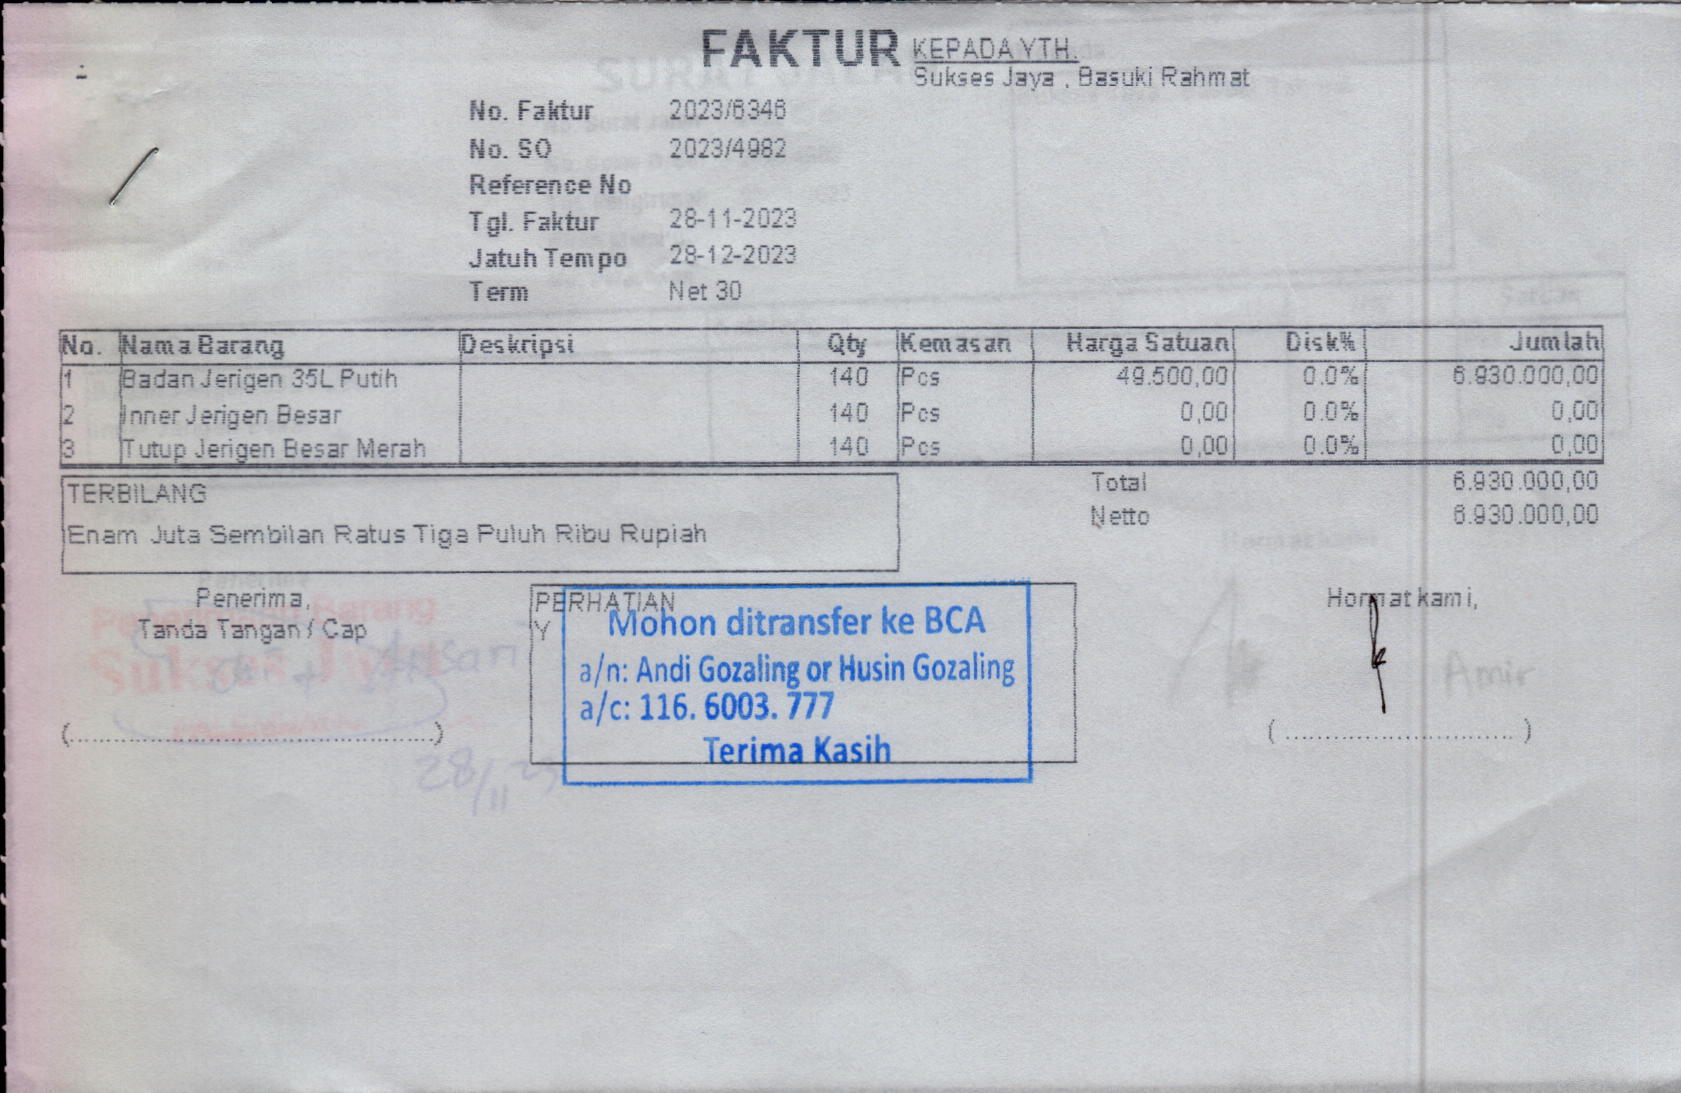 FAKTUR
KEPADA YTH.
Sukses Jaya , Basuki Rahmat
No. Faktur 2023/6346
No. SO 2023/4982
Reference No
Tgl. Faktur 28-11-2023
Jatuh Tempo 28-12-2023
Term Net 30
No. Nama Barang Deskripsi Qty Kemasan Harga Satuan Disk% Jumlah
1 Badan Jerigen 35L Putih 140 Pcs 49.500,00 0.0% 6.930.000,00
2 Inner Jerigen Besar 140 Pcs 0,00 0.0% 0,00
3 Tutup Jerigen Besar Merah 140 Pcs 0,00 0.0% 0,00
Total 6.930.000,00
Netto 6.930.000,00
TERBILANG
Enam Juta Sembilan Ratus Tiga Puluh Ribu Rupiah
Penerima,
Tanda Tangan / Cap
Sukses Jaya
(........................................)
28/11 23
PERHATIAN
Y
Mohon ditransfer ke BCA
a/n: Andi Gozaling or Husin Gozaling
a/c: 116. 6003. 777
Terima Kasih
Hormat kami,
Amir
(............................)